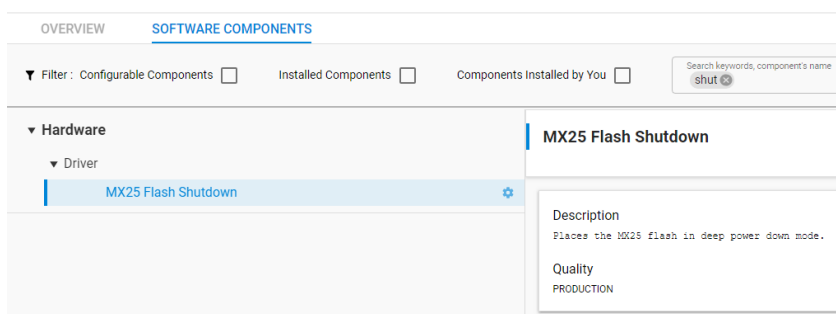 OVERVIEW SOFTWARE COMPONENTS
Filter : Configurable Components Installed Components Components Installed by You
Search keywords, component's name
shut
Hardware
Driver
MX25 Flash Shutdown
MX25 Flash Shutdown
Description
Places the MX25 flash in deep power down mode.
Quality
PRODUCTION